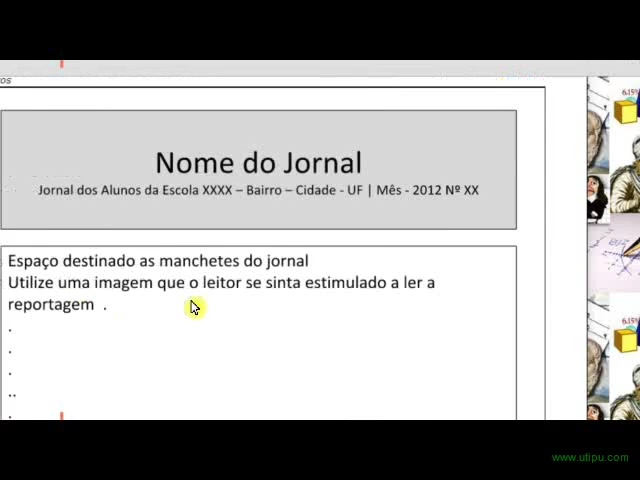 Nome do Jornal
Jornal dos Alunos da Escola XXXX – Bairro – Cidade - UF | Mês - 2012 Nº XX
Espaço destinado as manchetes do jornal
Utilize uma imagem que o leitor se sinta estimulado a ler a
reportagem .
.
.
.
..
.
www.utipu.com